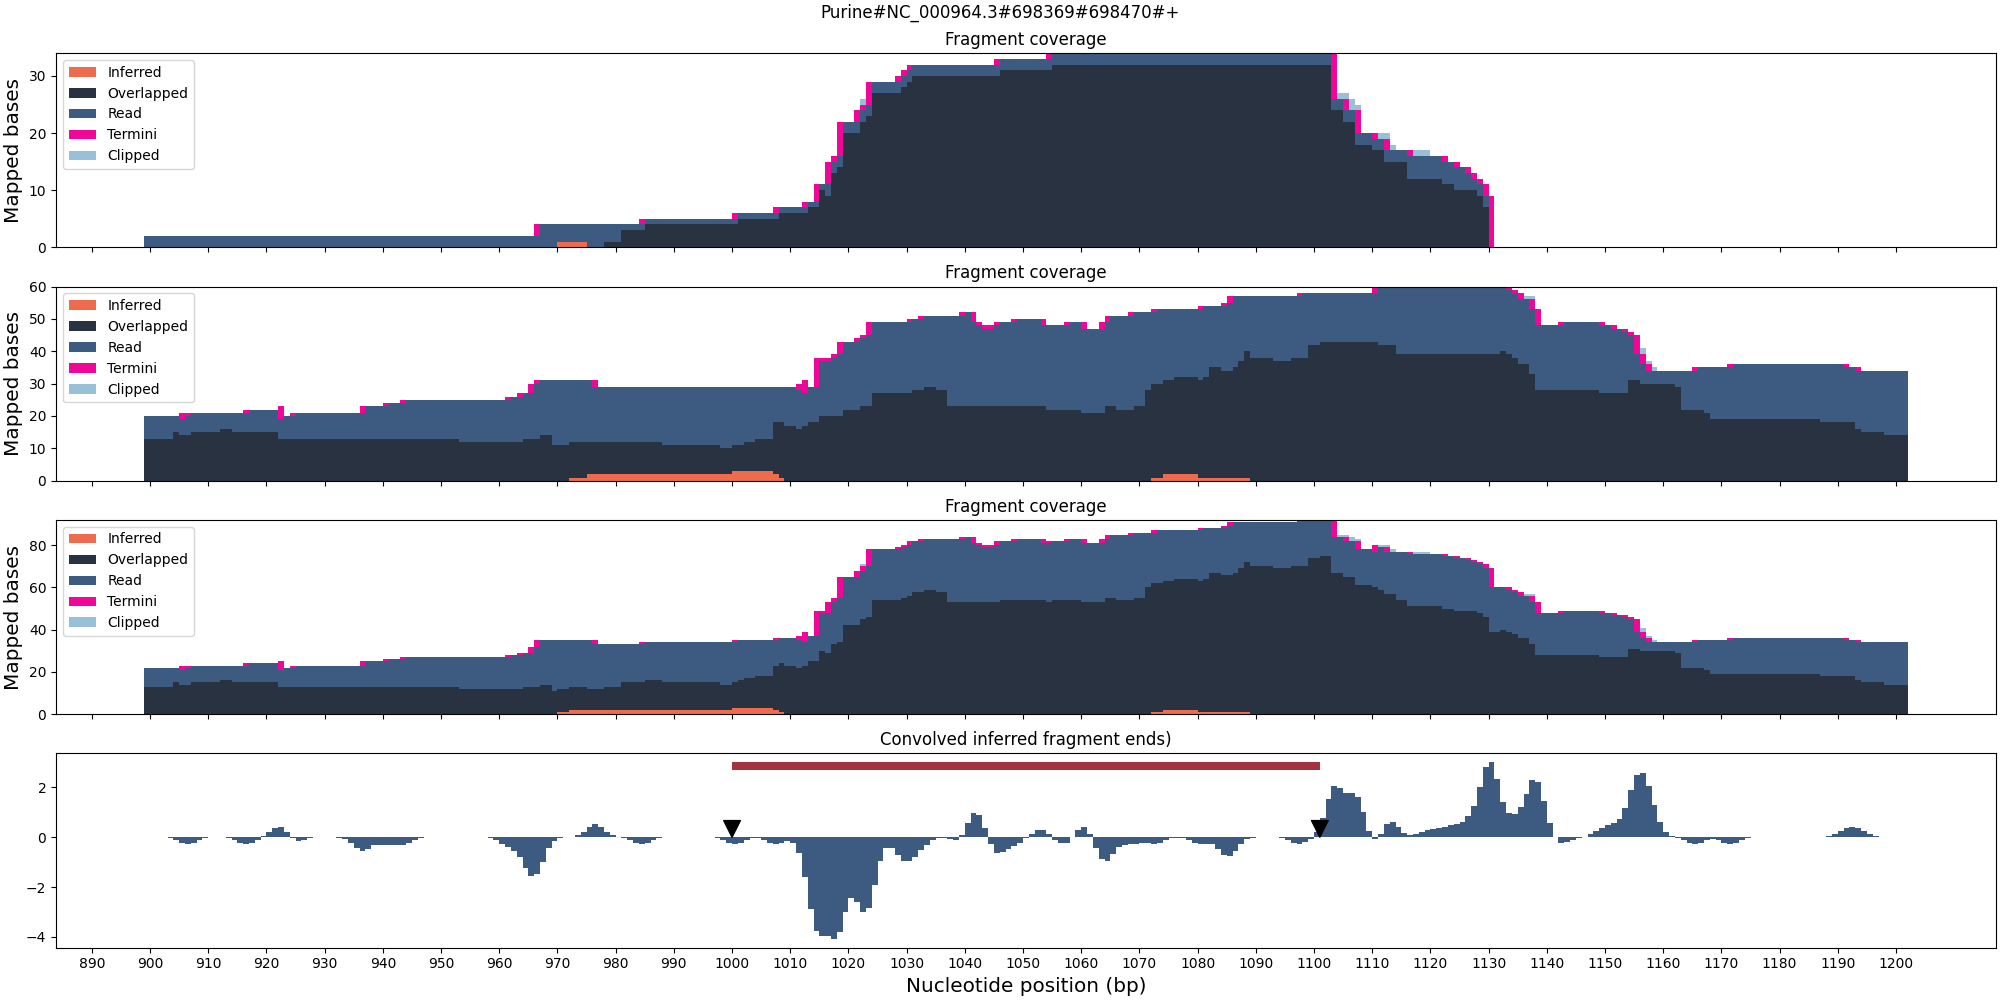 Purine#NC_000964.3#698369#698470#+
Fragment coverage
Mapped bases
30
20
10
0
Inferred
Overlapped
Read
Termini
Clipped
Fragment coverage
Mapped bases
60
50
40
30
20
10
0
Inferred
Overlapped
Read
Termini
Clipped
Fragment coverage
Mapped bases
80
60
40
20
0
Inferred
Overlapped
Read
Termini
Clipped
Convolved inferred fragment ends)
2
0
−2
−4
890 900 910 920 930 940 950 960 970 980 990 1000 1010 1020 1030 1040 1050 1060 1070 1080 1090 1100 1110 1120 1130 1140 1150 1160 1170 1180 1190 1200
Nucleotide position (bp)